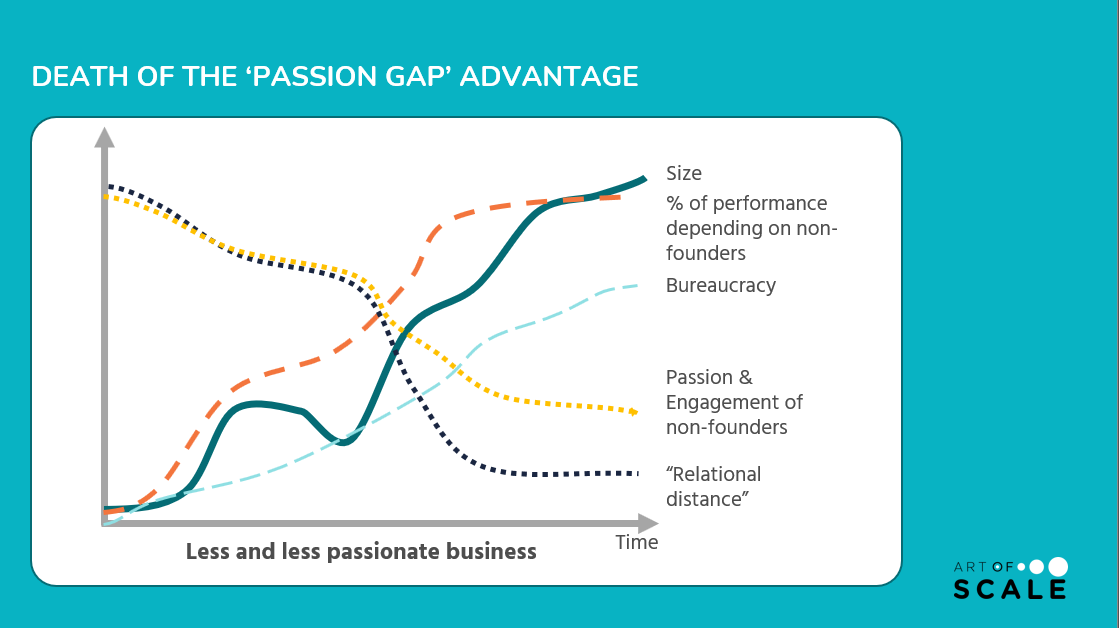 DEATH OF THE ‘PASSION GAP’ ADVANTAGE
Size
% of performance
depending on non-
founders
Bureaucracy
Passion &
Engagement of
non-founders
“Relational
distance”
Time
Less and less passionate business
ART OF
SCALE